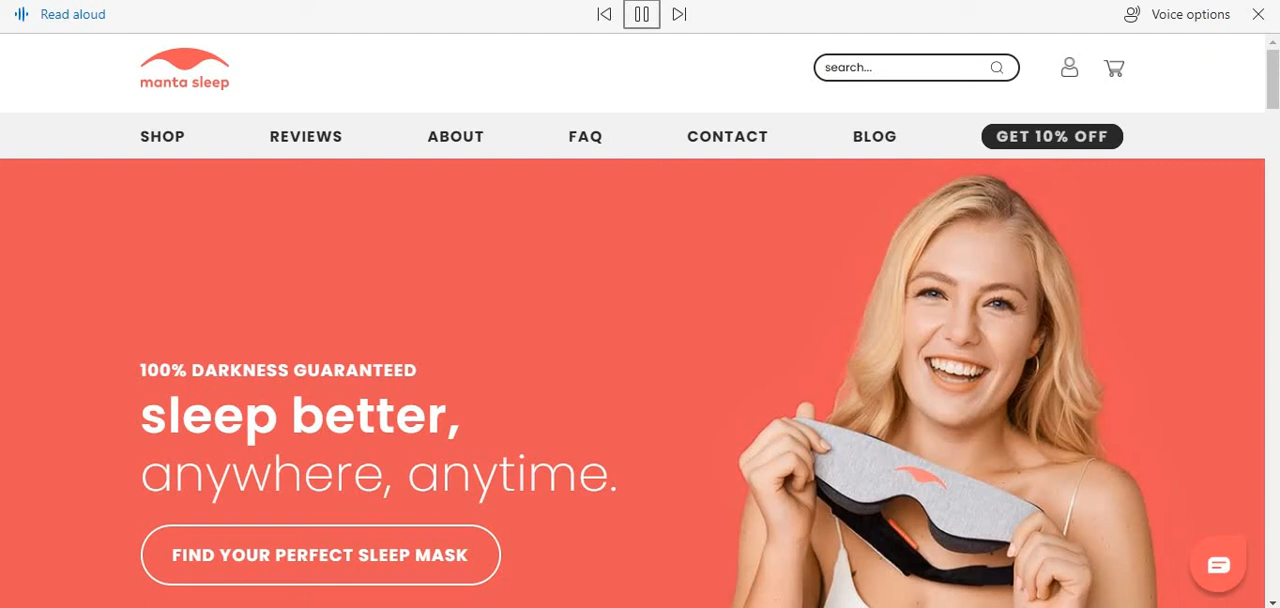 Read aloud
Voice options
manta sleep
search...
SHOP
REVIEWS
ABOUT
FAQ
CONTACT
BLOG
GET 10% OFF
100% DARKNESS GUARANTEED
sleep better,
anywhere, anytime.
FIND YOUR PERFECT SLEEP MASK